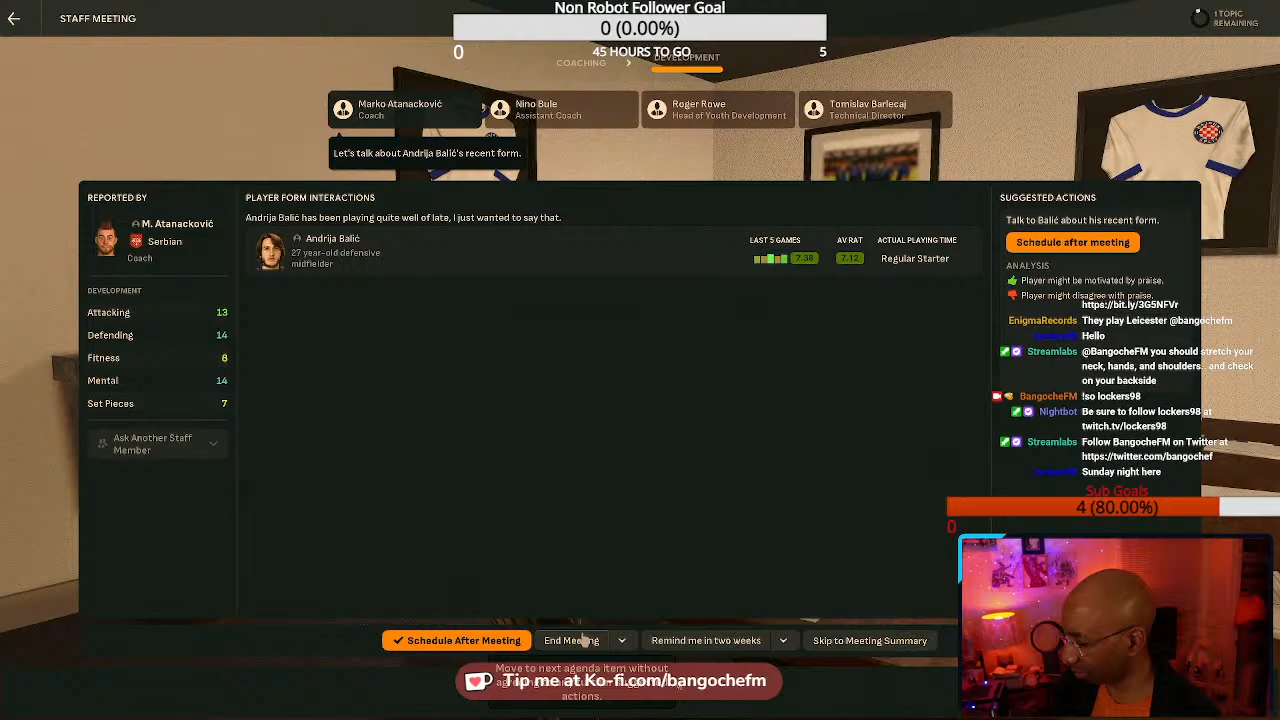 STAFF MEETING
Non Robot Follower Goal
0 (0.00%)
0
45 HOURS TO GO
5
1 TOPIC
REMAINING
COACHING
DEVELOPMENT
Marko Atanacković
Coach
Nino Bule
Assistant Coach
Roger Rowe
Head of Youth Development
Tomislav Barlecaj
Technical Director
Let's talk about Andrija Balić's recent form.
REPORTED BY
M. Atanacković
Serbian
Coach
DEVELOPMENT
Attacking 13
Defending 14
Fitness 8
Mental 14
Set Pieces 7
Ask Another Staff
Member
PLAYER FORM INTERACTIONS
Andrija Balić has been playing quite well of late, I just wanted to say that.
Andrija Balić
27 year-old defensive
midfielder
LAST 5 GAMES
7.38
AV RAT
7.12
ACTUAL PLAYING TIME
Regular Starter
SUGGESTED ACTIONS
Talk to Balić about his recent form.
Schedule after meeting
ANALYSIS
Player might be motivated by praise.
Player might disagree with praise.
https://bit.ly/3G5NFVr
EnigmaRecords They play Leicester @bangochefm
lockers98 Hello
Streamlabs @BangocheFM you should stretch your
neck, hands, and shoulders.. and check
on your backside
BangocheFM !so lockers98
Nightbot Be sure to follow lockers98 at
twitch.tv/lockers98
Streamlabs Follow BangocheFM on Twitter at
https://twitter.com/bangochef
lockers98 Sunday night here
Sub Goals
4 (80.00%)
0
Schedule After Meeting
End Meeting
Remind me in two weeks
Skip to Meeting Summary
Move to next agenda item without
actions.
Tip me at Ko-fi.com/bangochefm